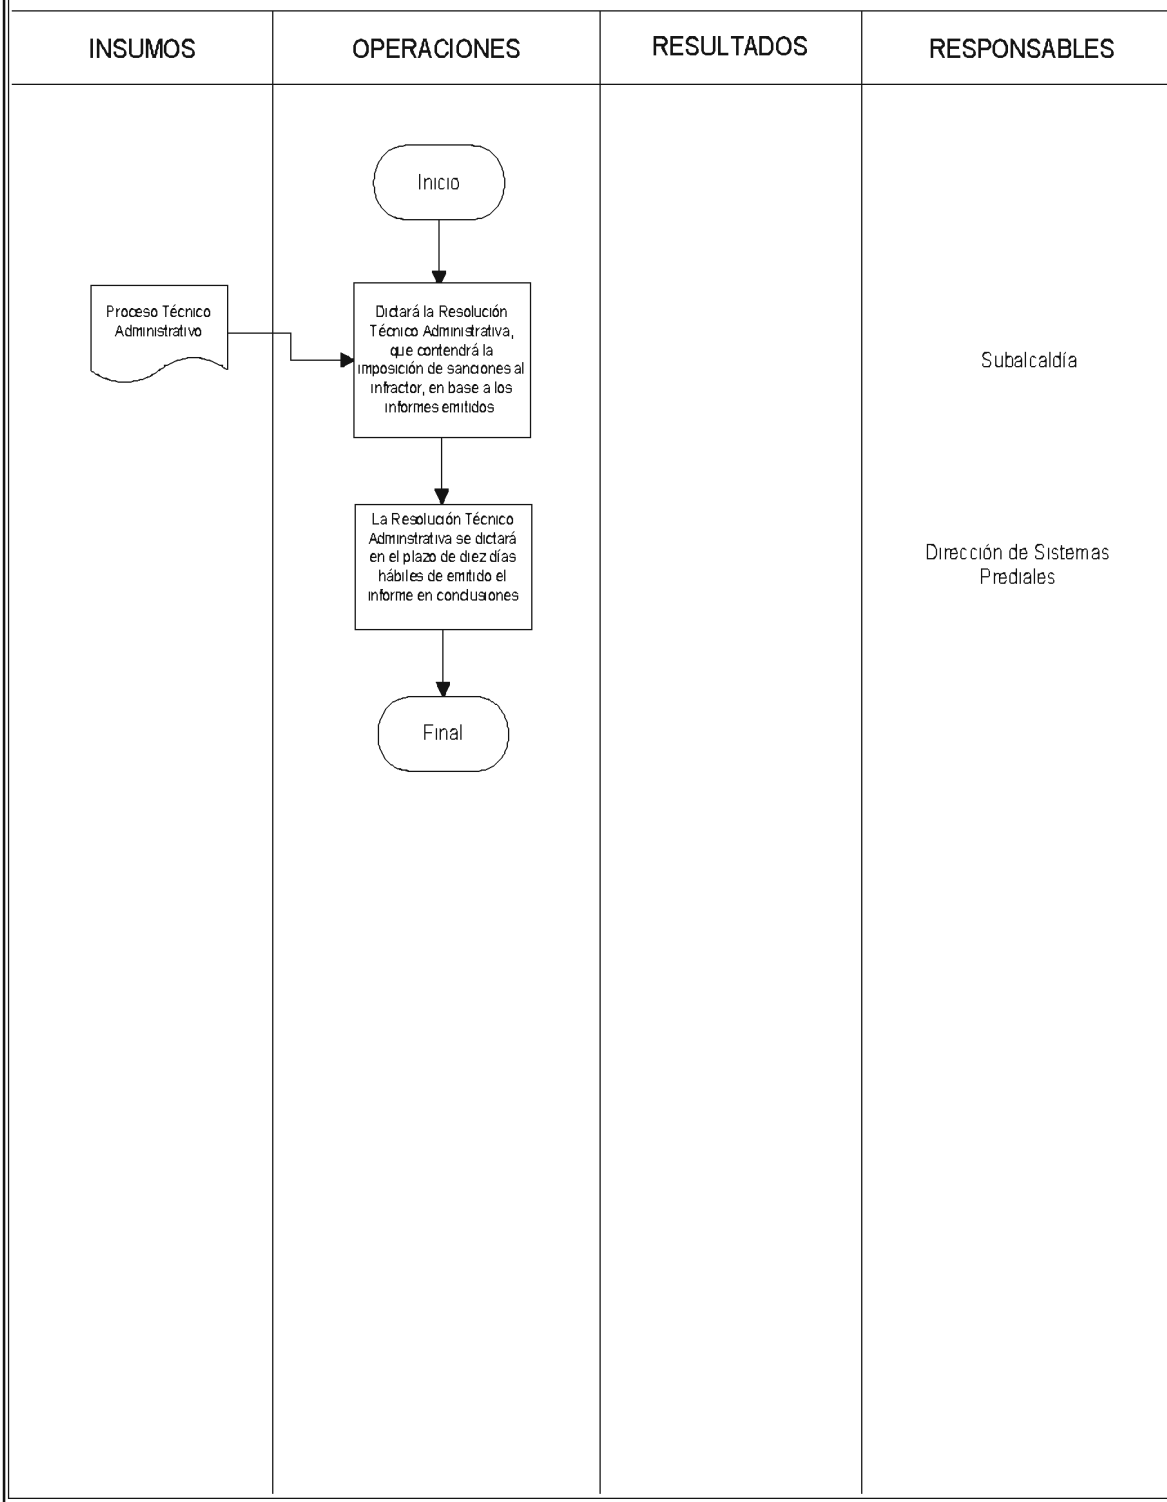 INSUMOS
OPERACIONES
RESULTADOS
RESPONSABLES
Inicio
Proceso Técnico
Administrativo
Dictará la Resolución
Técnico Administrativa,
que contendrá la
imposición de sanciones al
infractor, en base a los
informes emitidos
Subalcaldía
La Resolución Técnico
Adminstrativa se dictará
en el plazo de diez días
hábiles de emitido el
informe en conclusiones
Dirección de Sistemas
Prediales
Final